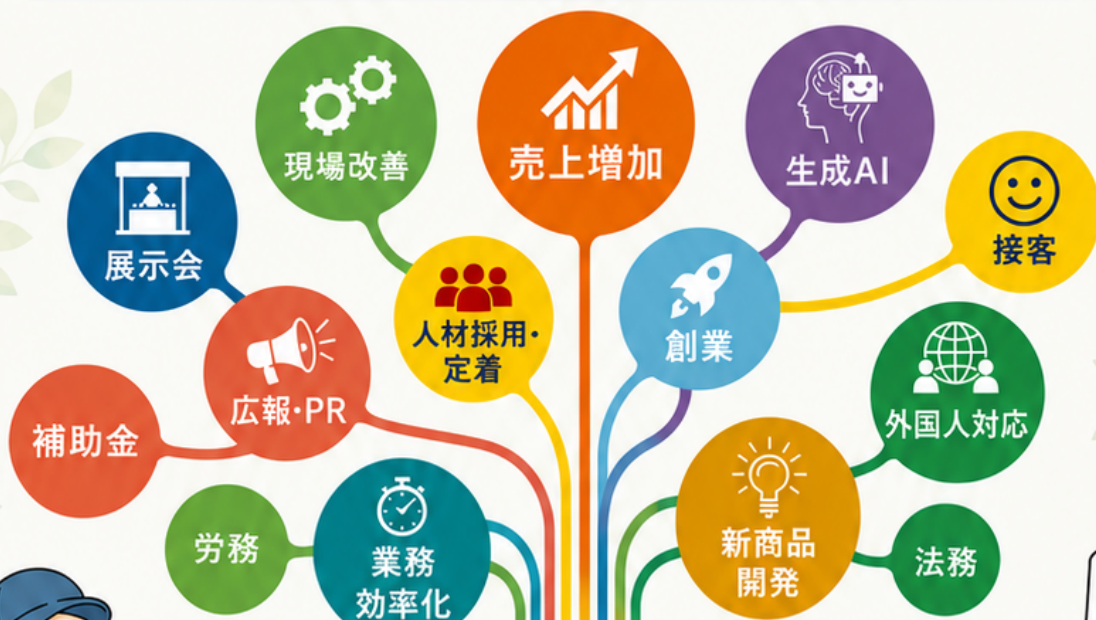 売上増加
現場改善
生成AI
展示会
接客
人材採用・
定着
創業
広報・PR
外国人対応
補助金
労務
業務
効率化
新商品
開発
法務